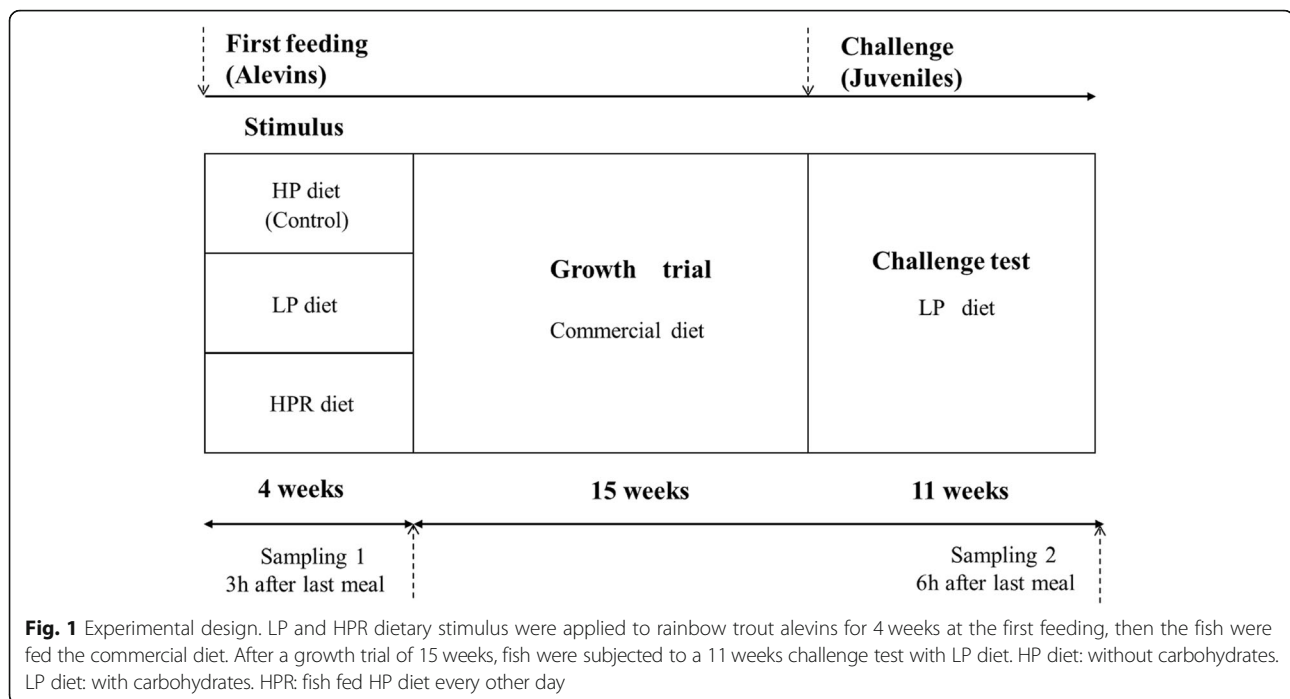 First feeding
(Alevins)
Challenge
(Juveniles)
Stimulus
HP diet
(Control)
LP diet
HPR diet
Growth trial
Commercial diet
Challenge test
LP diet
4 weeks
15 weeks
11 weeks
Sampling 1
3h after last meal
Sampling 2
6h after last meal
Fig. 1 Experimental design. LP and HPR dietary stimulus were applied to rainbow trout alevins for 4 weeks at the first feeding, then the fish were
fed the commercial diet. After a growth trial of 15 weeks, fish were subjected to a 11 weeks challenge test with LP diet. HP diet: without carbohydrates.
LP diet: with carbohydrates. HPR: fish fed HP diet every other day